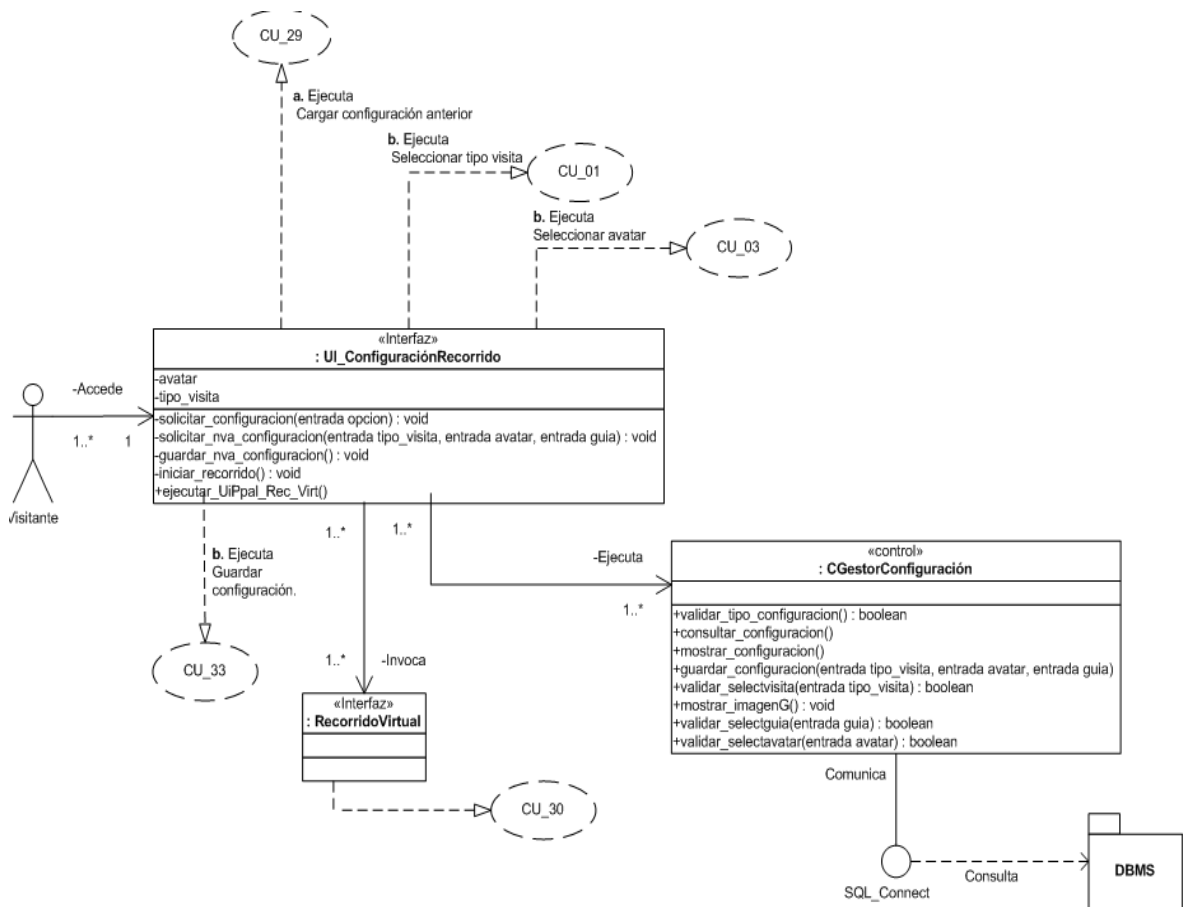 CU_29
a. Ejecuta
Cargar configuración anterior
b. Ejecuta
Seleccionar tipo visita
CU_01
b. Ejecuta
Seleccionar avatar
CU_03
«Interfaz»
: UI_ConfiguraciónRecorrido
-avatar
-tipo_visita
-solicitar_configuracion(entrada opcion) : void
-solicitar_nva_configuracion(entrada tipo_visita, entrada avatar, entrada guia) : void
-guardar_nva_configuracion() : void
-iniciar_recorrido() : void
+ejecutar_UiPpal_Rec_Virt()
-Accede
1..*
1
Visitante
b. Ejecuta
Guardar
configuración.
CU_33
1..*
1..*
-Invoca
«Interfaz»
: RecorridoVirtual
CU_30
1..*
-Ejecuta
1..*
«control»
: CGestorConfiguración
+validar_tipo_configuracion() : boolean
+consultar_configuracion()
+mostrar_configuracion()
+guardar_configuracion(entrada tipo_visita, entrada avatar, entrada guia)
+validar_selectvisita(entrada tipo_visita) : boolean
+mostrar_imagenG() : void
+validar_selectguia(entrada guia) : boolean
+validar_selectavatar(entrada avatar) : boolean
Comunica
SQL_Connect
Consulta
DBMS